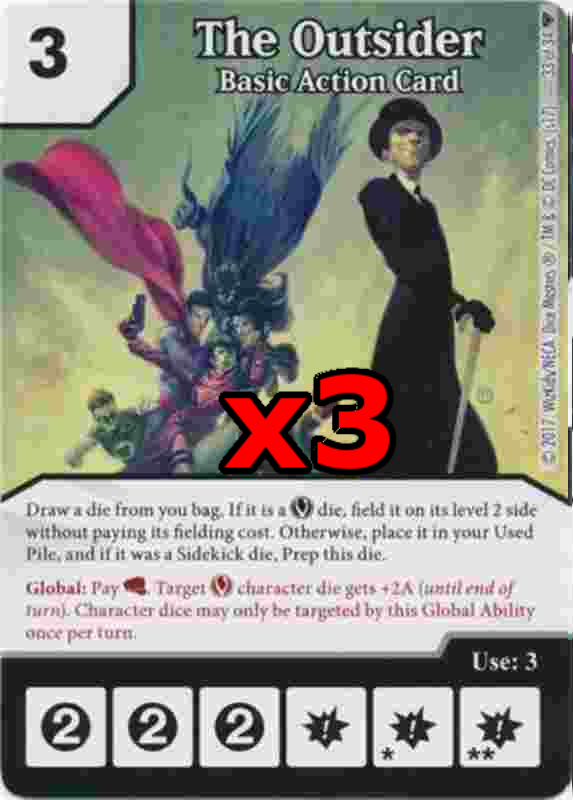 3
The Outsider
Basic Action Card
x3
Draw a die from you bag. If it is a die, field it on its level 2 side
without paying its fielding cost. Otherwise, place it in your Used
Pile, and if it was a Sidekick die, Prep this die.
Global: Pay . Target character die gets +2A (until end of
turn). Character dice may only be targeted by this Global Ability
once per turn.
Use: 3
2 2 2 ! ! !
* **
© 2017 WizKids/NECA. Dice Masters ® / TM & © DC Comics. (s17) 33 of 34